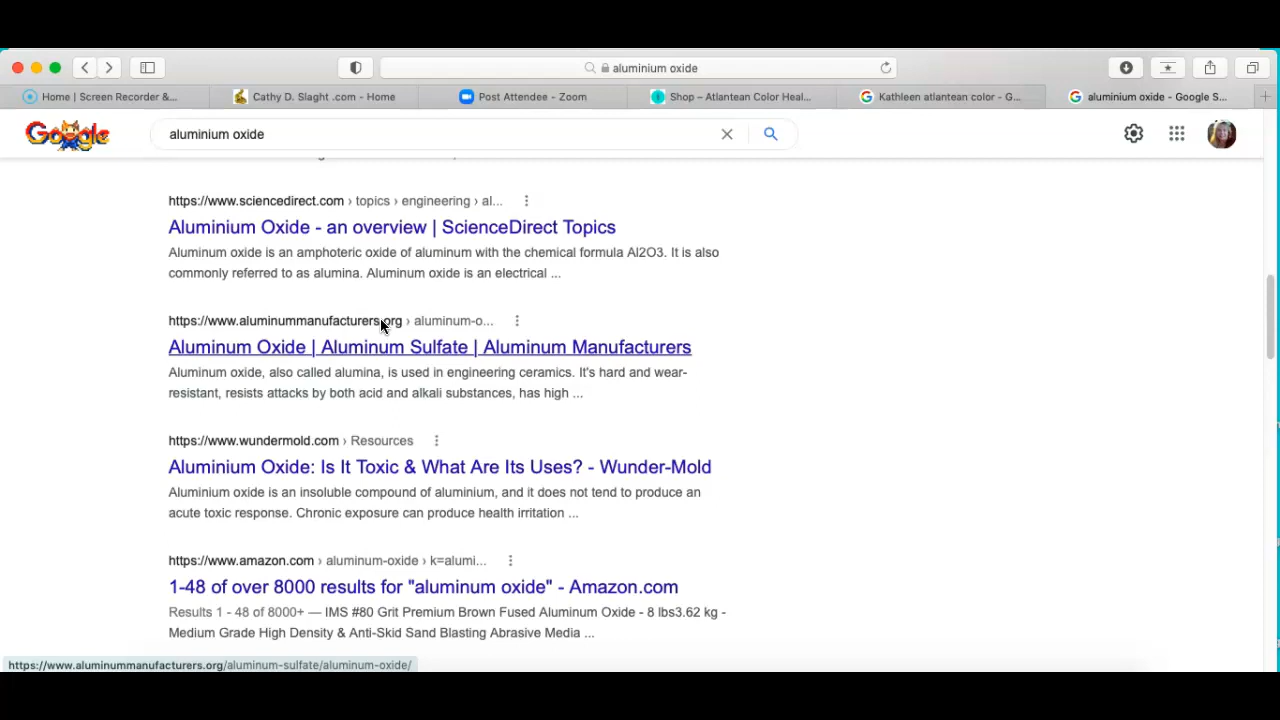 aluminium oxide
Home | Screen Recorder &...
Cathy D. Slaght .com - Home
Post Attendee - Zoom
Shop – Atlantean Color Heal...
Kathleen atlantean color - G...
aluminium oxide - Google S...
Google
aluminium oxide
https://www.sciencedirect.com › topics › engineering › al...
Aluminium Oxide - an overview | ScienceDirect Topics
Aluminum oxide is an amphoteric oxide of aluminum with the chemical formula Al2O3. It is also
commonly referred to as alumina. Aluminum oxide is an electrical ...
https://www.aluminummanufacturers.org › aluminum-o...
Aluminum Oxide | Aluminum Sulfate | Aluminum Manufacturers
Aluminum oxide, also called alumina, is used in engineering ceramics. It's hard and wear-
resistant, resists attacks by both acid and alkali substances, has high ...
https://www.wundermold.com › Resources
Aluminium Oxide: Is It Toxic & What Are Its Uses? - Wunder-Mold
Aluminium oxide is an insoluble compound of aluminium, and it does not tend to produce an
acute toxic response. Chronic exposure can produce health irritation ...
https://www.amazon.com › aluminum-oxide › k=alumi...
1-48 of over 8000 results for "aluminum oxide" - Amazon.com
Results 1 - 48 of 8000+ — IMS #80 Grit Premium Brown Fused Aluminum Oxide - 8 lbs3.62 kg -
Medium Grade High Density & Anti-Skid Sand Blasting Abrasive Media ...
https://www.aluminummanufacturers.org/aluminum-sulfate/aluminum-oxide/